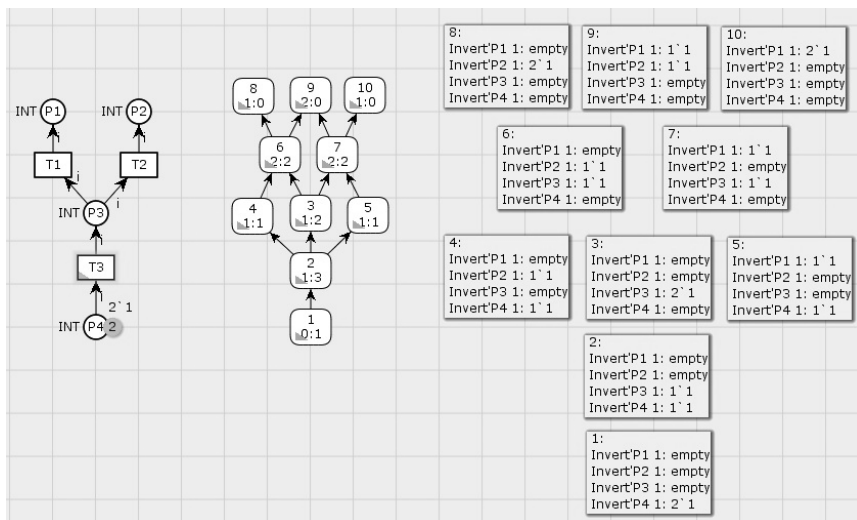 INT P1
INT P2
T1
T2
i
i
i
i
INT P3
i
T3
i
2`1
INT P4 2
8
1:0
9
2:0
10
1:0
6
2:2
7
2:2
4
1:1
3
1:2
5
1:1
2
1:3
1
0:1
8:
Invert'P1 1: empty
Invert'P2 1: 2`1
Invert'P3 1: empty
Invert'P4 1: empty
9:
Invert'P1 1: 1`1
Invert'P2 1: 1`1
Invert'P3 1: empty
Invert'P4 1: empty
10:
Invert'P1 1: 2`1
Invert'P2 1: empty
Invert'P3 1: empty
Invert'P4 1: empty
6:
Invert'P1 1: empty
Invert'P2 1: 1`1
Invert'P3 1: 1`1
Invert'P4 1: empty
7:
Invert'P1 1: 1`1
Invert'P2 1: empty
Invert'P3 1: 1`1
Invert'P4 1: empty
4:
Invert'P1 1: empty
Invert'P2 1: 1`1
Invert'P3 1: empty
Invert'P4 1: 1`1
3:
Invert'P1 1: empty
Invert'P2 1: empty
Invert'P3 1: 2`1
Invert'P4 1: empty
5:
Invert'P1 1: 1`1
Invert'P2 1: empty
Invert'P3 1: empty
Invert'P4 1: 1`1
2:
Invert'P1 1: empty
Invert'P2 1: empty
Invert'P3 1: 1`1
Invert'P4 1: 1`1
1:
Invert'P1 1: empty
Invert'P2 1: empty
Invert'P3 1: empty
Invert'P4 1: 2`1